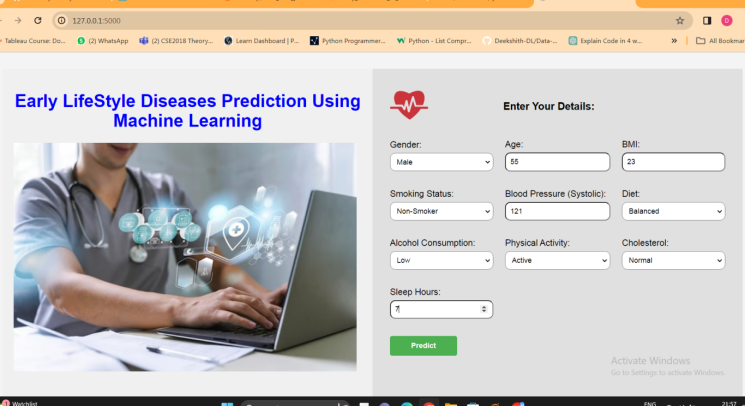 127.0.0.1:5000
Tableau Course: Do...
(2) WhatsApp
(2) CSE2018 Theory...
Learn Dashboard | P...
Python Programmer...
Python - List Compr...
Deekshith-DL/Data-...
Explain Code in 4 w...
»
All Bookmar
Early LifeStyle Diseases Prediction Using
Machine Learning
Enter Your Details:
Gender:
Age:
BMI:
Male
55
23
Smoking Status:
Blood Pressure (Systolic):
Diet:
Non-Smoker
121
Balanced
Alcohol Consumption:
Physical Activity:
Cholesterol:
Low
Active
Normal
Sleep Hours:
7
Predict
Activate Windows
Go to Settings to activate Windows.
Watchlist
ENG
21:57